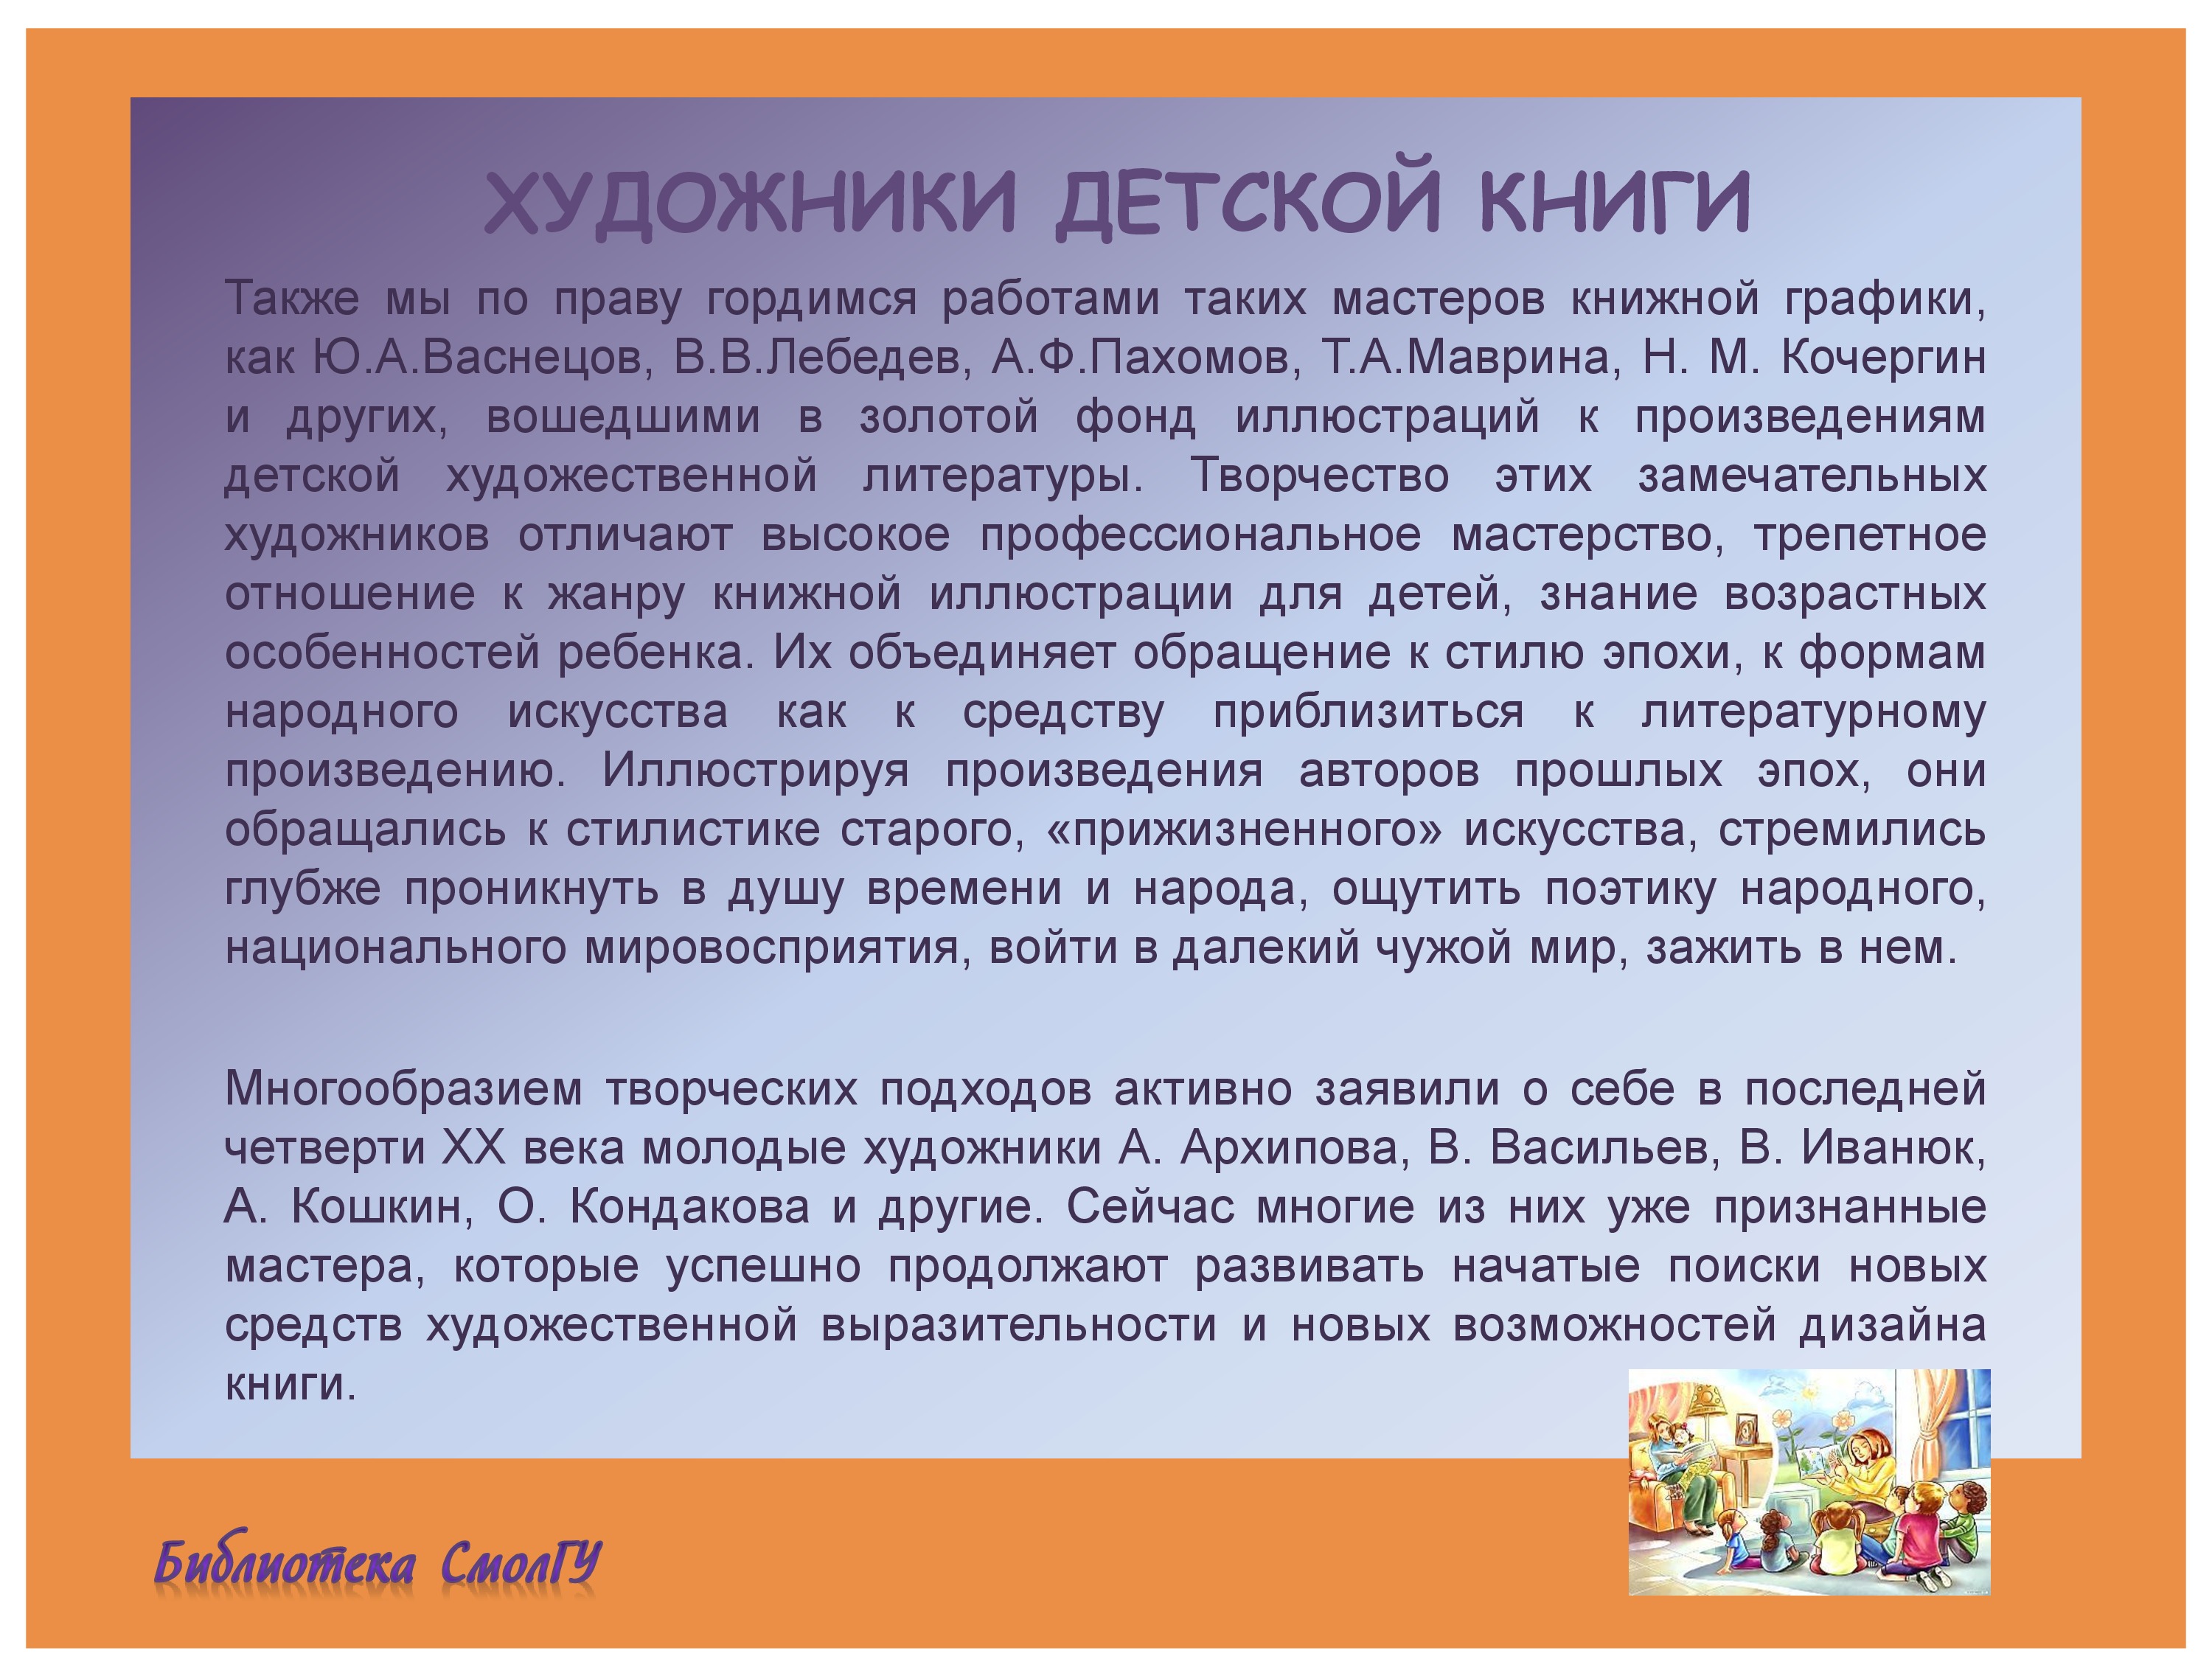 ХУДОЖНИКИ ДЕТСКОЙ КНИГИ
Также мы по праву гордимся работами таких мастеров книжной графики,
как Ю.А.Васнецов, В.В.Лебедев, А.Ф.Пахомов, Т.А.Маврина, Н. М. Кочергин
и других, вошедшими в золотой фонд иллюстраций к произведениям
детской художественной литературы. Творчество этих замечательных
художников отличают высокое профессиональное мастерство, трепетное
отношение к жанру книжной иллюстрации для детей, знание возрастных
особенностей ребенка. Их объединяет обращение к стилю эпохи, к формам
народного искусства как к средству приблизиться к литературному
произведению. Иллюстрируя произведения авторов прошлых эпох, они
обращались к стилистике старого, «прижизненного» искусства, стремились
глубже проникнуть в душу времени и народа, ощутить поэтику народного,
национального мировосприятия, войти в далекий чужой мир, зажить в нем.
Многообразием творческих подходов активно заявили о себе в последней
четверти XX века молодые художники А. Архипова, В. Васильев, В. Иванюк,
А. Кошкин, О. Кондакова и другие. Сейчас многие из них уже признанные
мастера, которые успешно продолжают развивать начатые поиски новых
средств художественной выразительности и новых возможностей дизайна
книги.
Библиотека СмолГУ